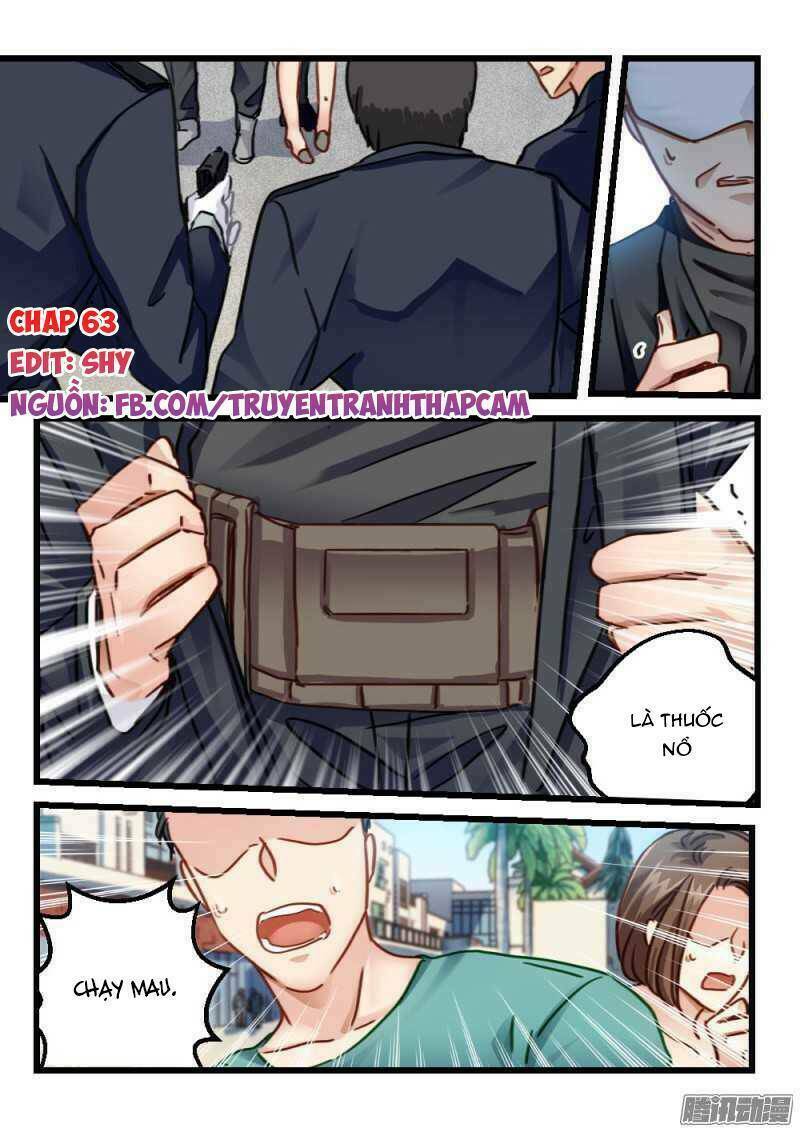 CHAP 63
EDIT: SHY
NGUỒN: FB.COM/TRUYENTRANHTHAPCAM
LÀ THUỐC
NỔ
CHẠY MAU.
腾讯动漫